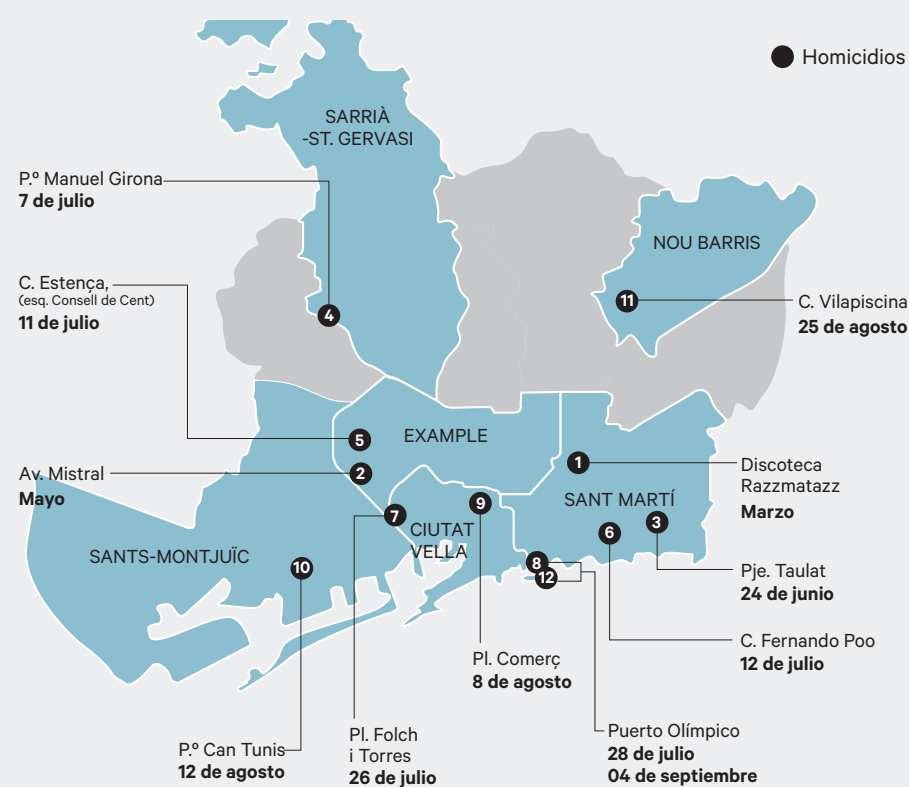 Homicidios
SARRIÀ
-ST. GERVASI
P.º Manuel Girona
7 de julio
NOU BARRIS
C. Estença,
(esq. Consell de Cent)
11 de julio
4
11
C. Vilapiscina
25 de agosto
5
EXAMPLE
Av. Mistral
Mayo
2
1
Discoteca
Razzmatazz
Marzo
SANT MARTÍ
9
7
CIUTAT
VELLA
6
3
SANTS-MONTJUÏC
10
8
12
Pje. Taulat
24 de junio
C. Fernando Poo
12 de julio
Pl. Comerç
8 de agosto
Puerto Olímpico
28 de julio
04 de septiembre
Pl. Folch
i Torres
26 de julio
P.º Can Tunis
12 de agosto